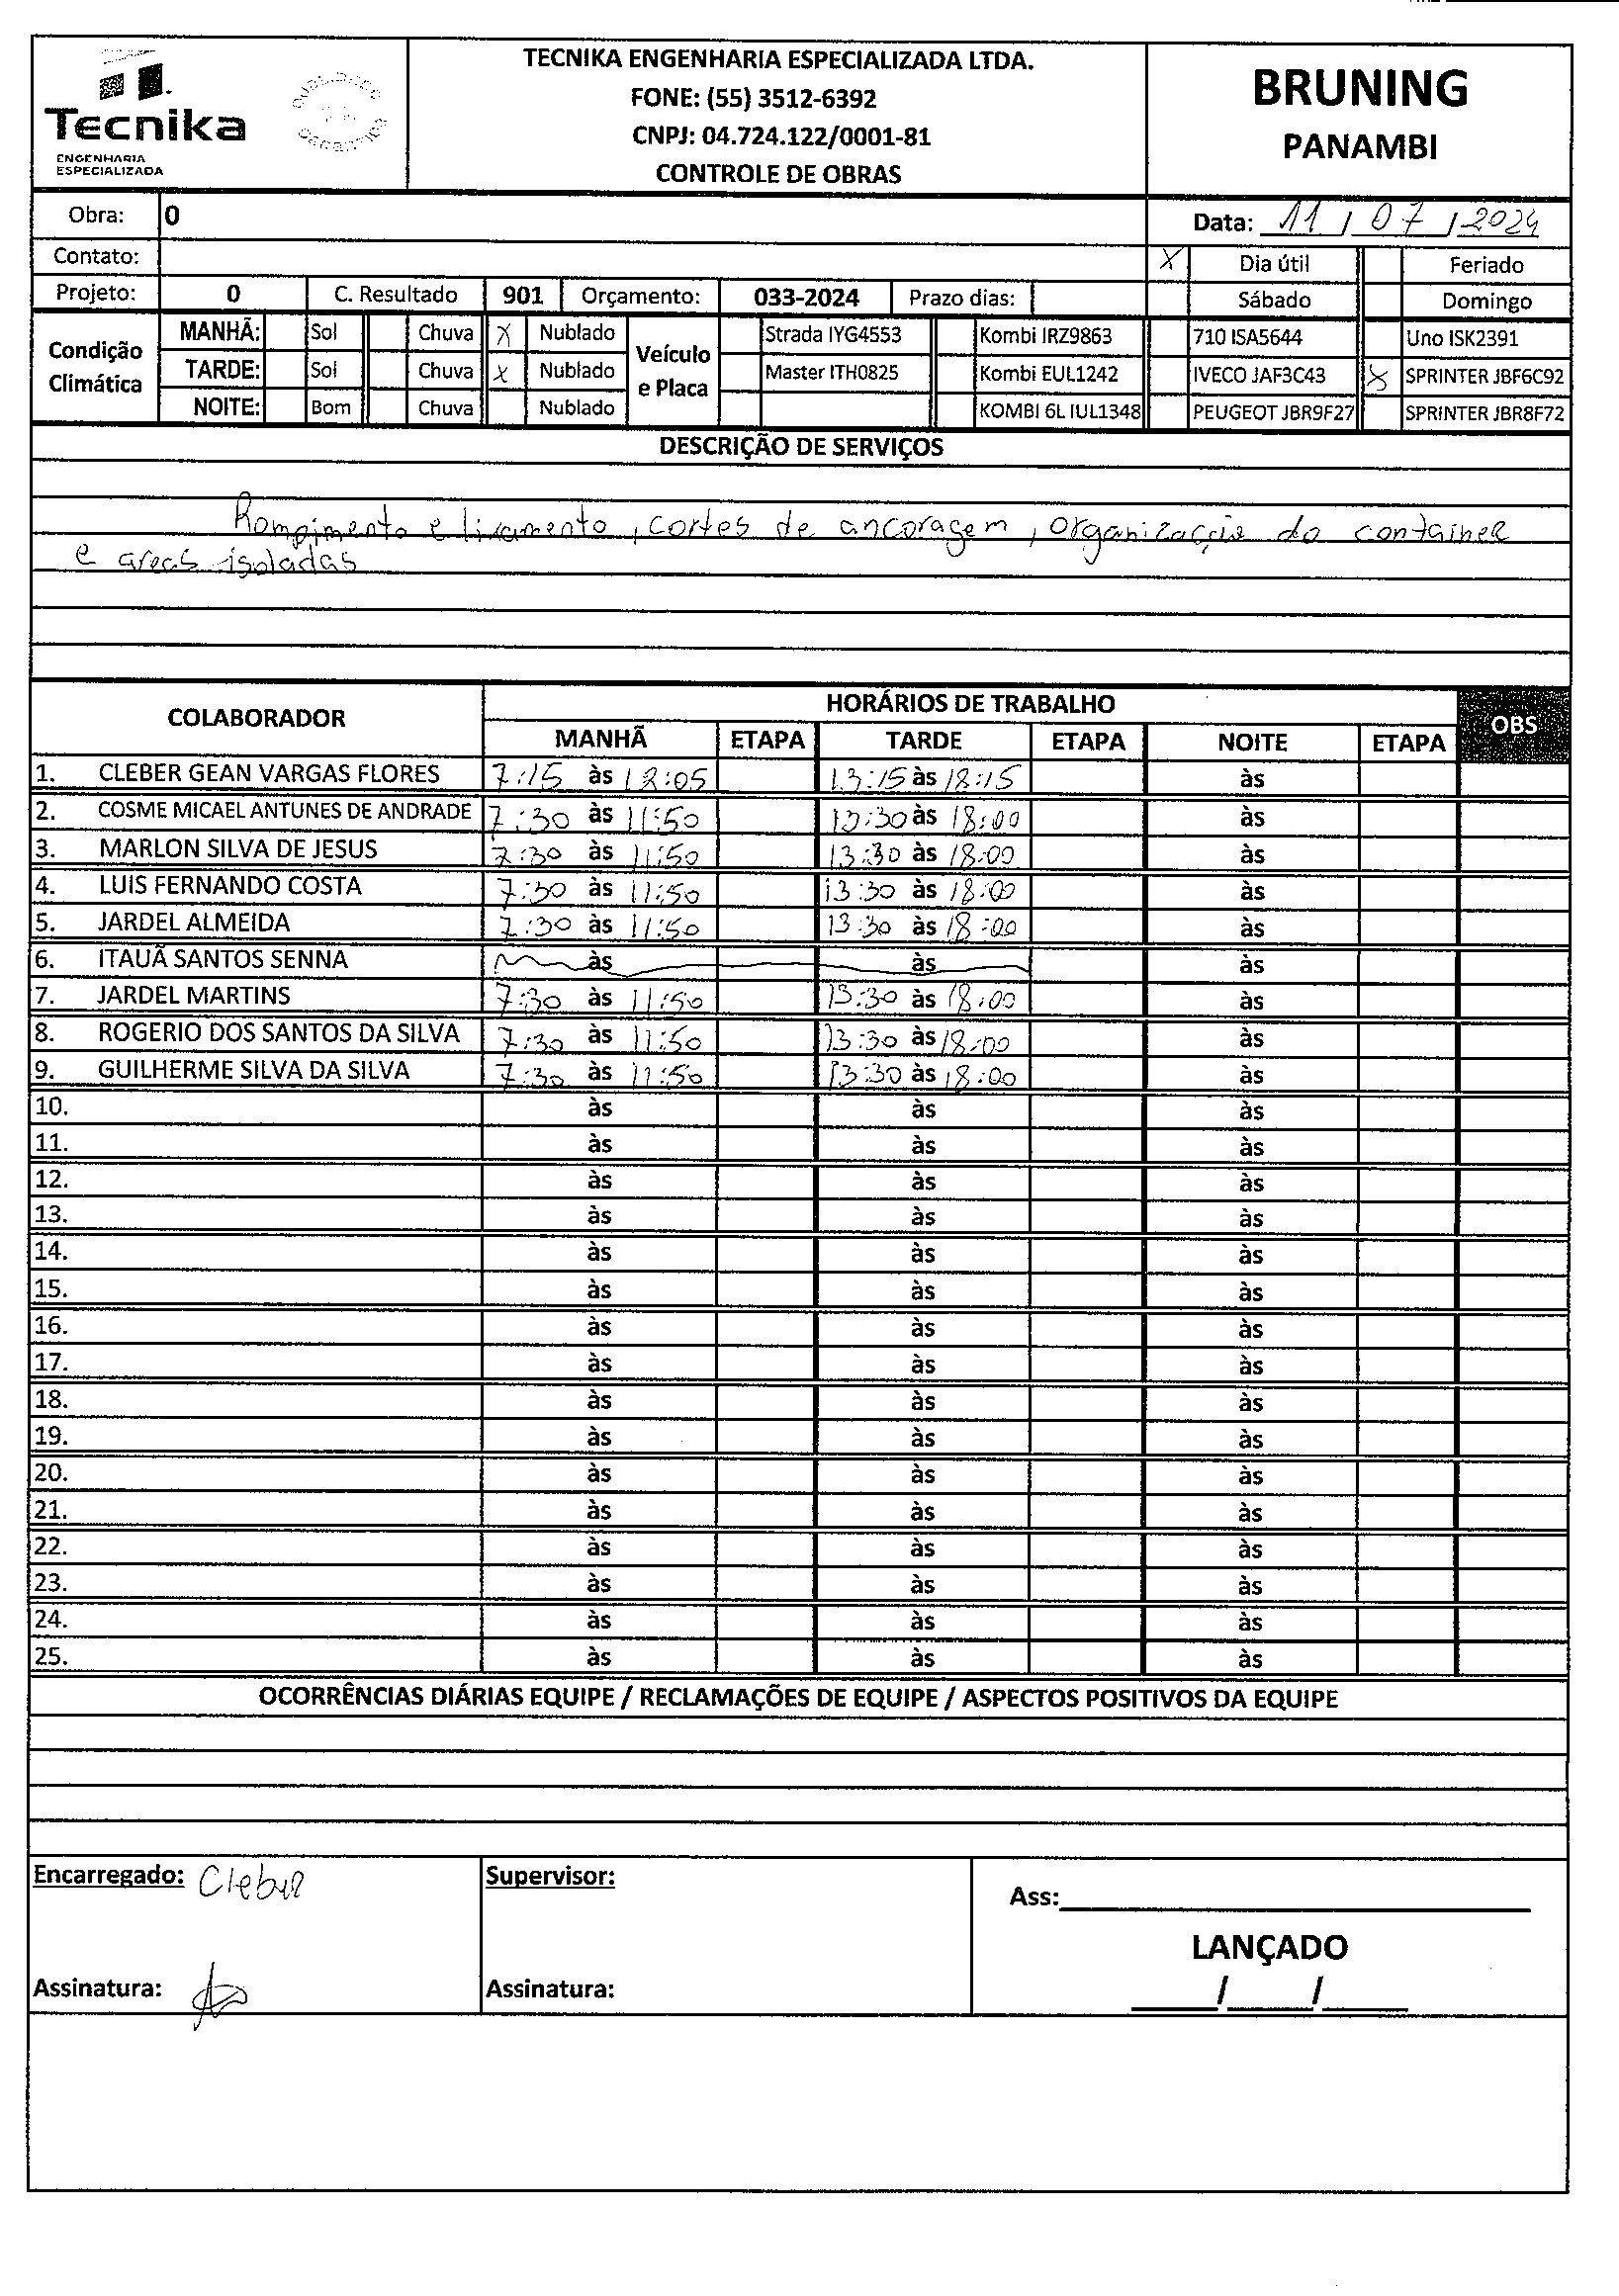 TECNIKA ENGENHARIA ESPECIALIZADA LTDA.
FONE: (55) 3512-6392
CNPJ: 04.724.122/0001-81
CONTROLE DE OBRAS
Tecnika
ENGENHARIA
ESPECIALIZADA
BRUNING
PANAMBI
Obra: 0
Data: 11 / 07 / 2024
Contato:
X Dia útil Feriado
Projeto: 0 C. Resultado 901 Orçamento: 033-2024 Prazo dias: Sábado Domingo
Condição Climática
MANHÃ: Sol Chuva X Nublado
TARDE: Sol Chuva X Nublado
NOITE: Bom Chuva Nublado
Veículo e Placa
Strada IYG4553 Kombi IRZ9863 710 ISA5644 Uno ISK2391
Master ITH0825 Kombi EUL1242 IVECO JAF3C43 X SPRINTER JBF6C92
KOMBI 6L IUL1348 PEUGEOT JBR9F27 SPRINTER JBR8F72
DESCRIÇÃO DE SERVIÇOS
Rompimento e lixamento, cortes de ancoragem, organização do container
e areas isoladas
COLABORADOR HORÁRIOS DE TRABALHO OBS
MANHÃ ETAPA TARDE ETAPA NOITE ETAPA
1. CLEBER GEAN VARGAS FLORES 7:15 às 12:05 13:15 às 18:15 às
2. COSME MICAEL ANTUNES DE ANDRADE 7:30 às 11:50 13:30 às 18:00 às
3. MARLON SILVA DE JESUS 7:30 às 11:50 13:30 às 18:00 às
4. LUIS FERNANDO COSTA 7:30 às 11:50 13:30 às 18:00 às
5. JARDEL ALMEIDA 7:30 às 11:50 13:30 às 18:00 às
6. ITAUÃ SANTOS SENNA às às às
7. JARDEL MARTINS 7:30 às 11:50 13:30 às 18:00 às
8. ROGERIO DOS SANTOS DA SILVA 7:30 às 11:50 13:30 às 18:00 às
9. GUILHERME SILVA DA SILVA 7:30 às 11:50 13:30 às 18:00 às
10. às às às
11. às às às
12. às às às
13. às às às
14. às às às
15. às às às
16. às às às
17. às às às
18. às às às
19. às às às
20. às às às
21. às às às
22. às às às
23. às às às
24. às às às
25. às às às
OCORRÊNCIAS DIÁRIAS EQUIPE / RECLAMAÇÕES DE EQUIPE / ASPECTOS POSITIVOS DA EQUIPE
Encarregado: Cleber
Supervisor:
Ass:
LANÇADO
Assinatura:
Assinatura:
/ /